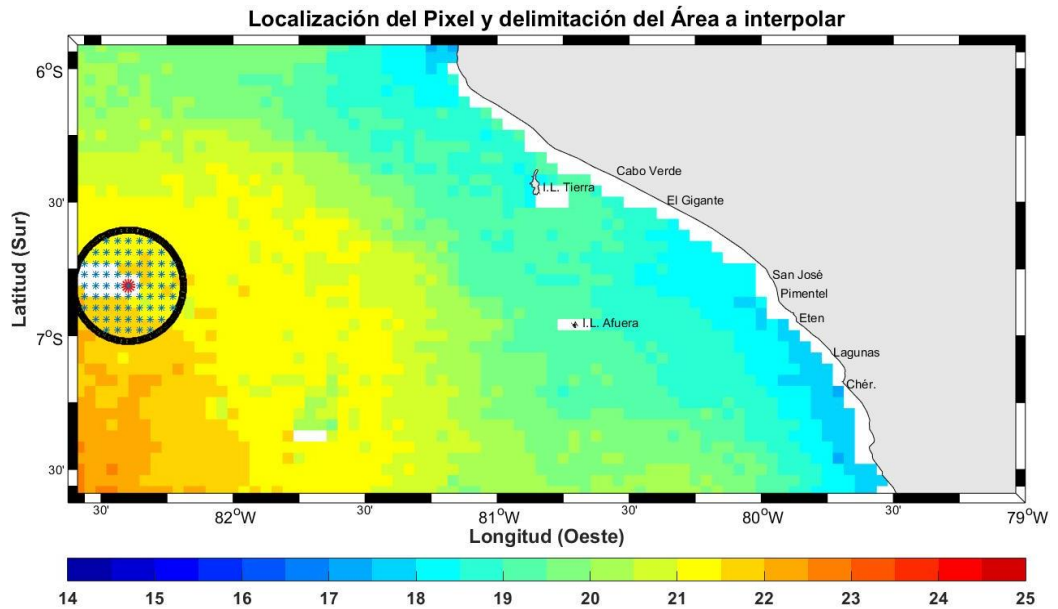 Localización del Pixel y delimitación del Área a interpolar
6°S
Cabo Verde
I.L. Tierra
El Gigante
30'
San José
Pimentel
Eten
I.L. Afuera
7°S
Lagunas
Chér.
30'
Latitud (Sur)
30' 82°W 30' 81°W 30' 80°W 30' 79°W
Longitud (Oeste)
14 15 16 17 18 19 20 21 22 23 24 25